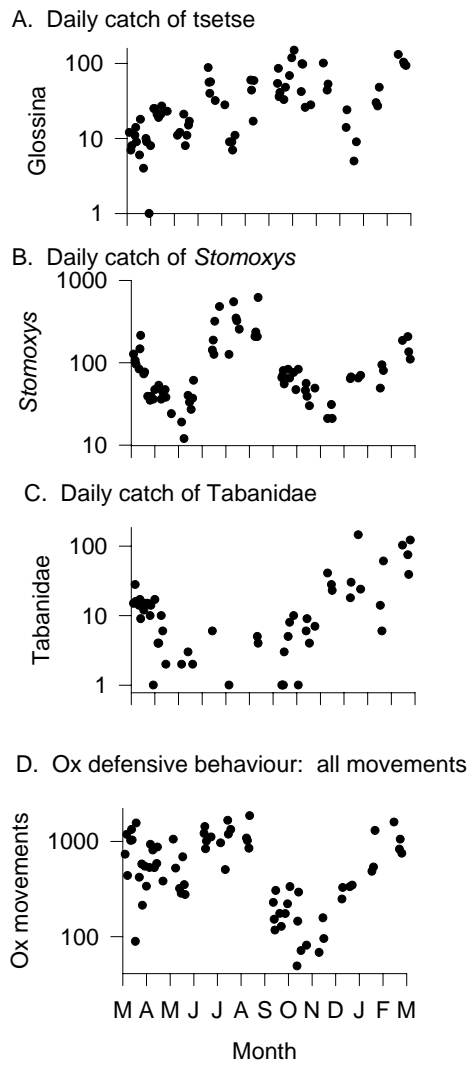 A. Daily catch of tsetse
100
10
1
Glossina
B. Daily catch of Stomoxys
1000
100
10
Stomoxys
C. Daily catch of Tabanidae
100
10
1
Tabanidae
D. Ox defensive behaviour: all movements
1000
100
Ox movements
M A M J J A S O N D J F M
Month